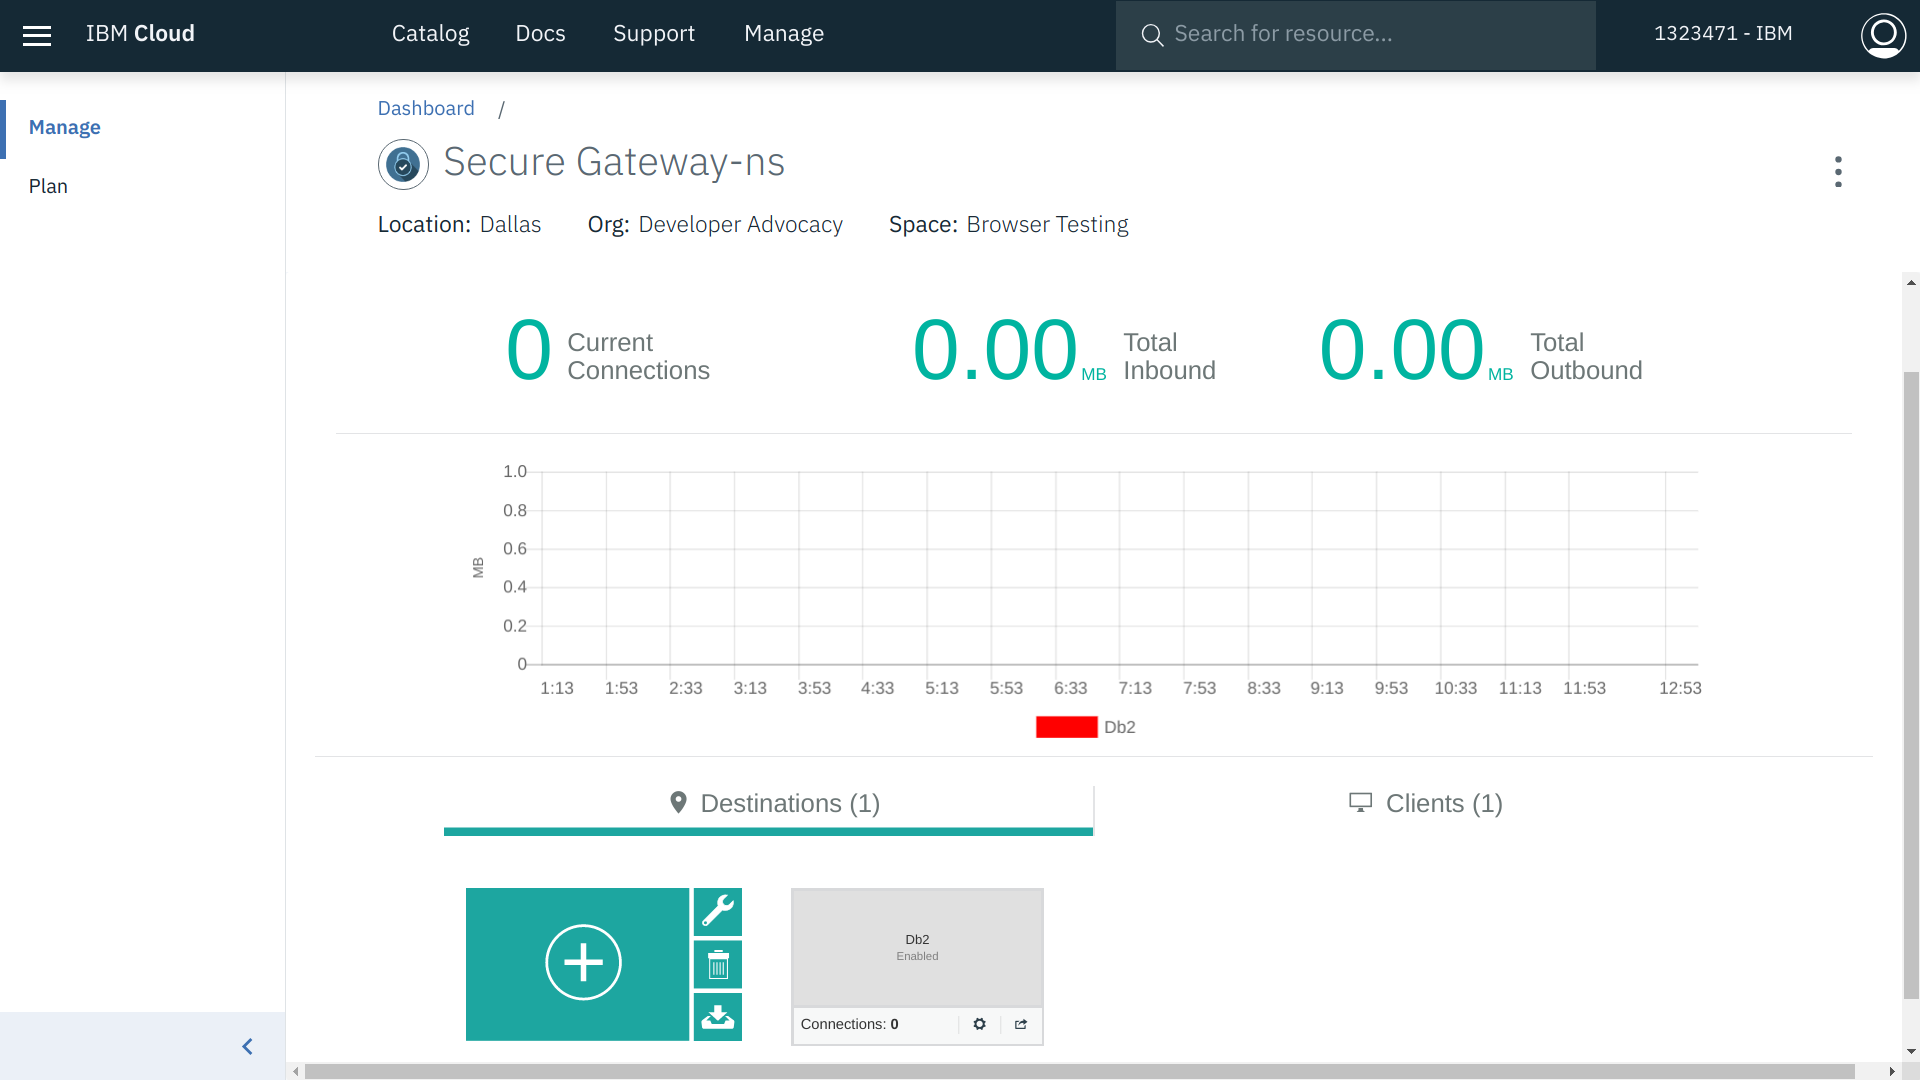 IBM Cloud
Catalog
Docs
Support
Manage
Search for resource...
1323471 - IBM
Manage
Plan
Dashboard /
Secure Gateway-ns
Location: Dallas
Org: Developer Advocacy
Space: Browser Testing
0 Current Connections
0.00 MB Total Inbound
0.00 MB Total Outbound
MB
1.0
0.8
0.6
0.4
0.2
0
1:13 1:53 2:33 3:13 3:53 4:33 5:13 5:53 6:33 7:13 7:53 8:33 9:13 9:53 10:33 11:13 11:53 12:53
Db2
Destinations (1)
Clients (1)
Db2
Enabled
Connections: 0